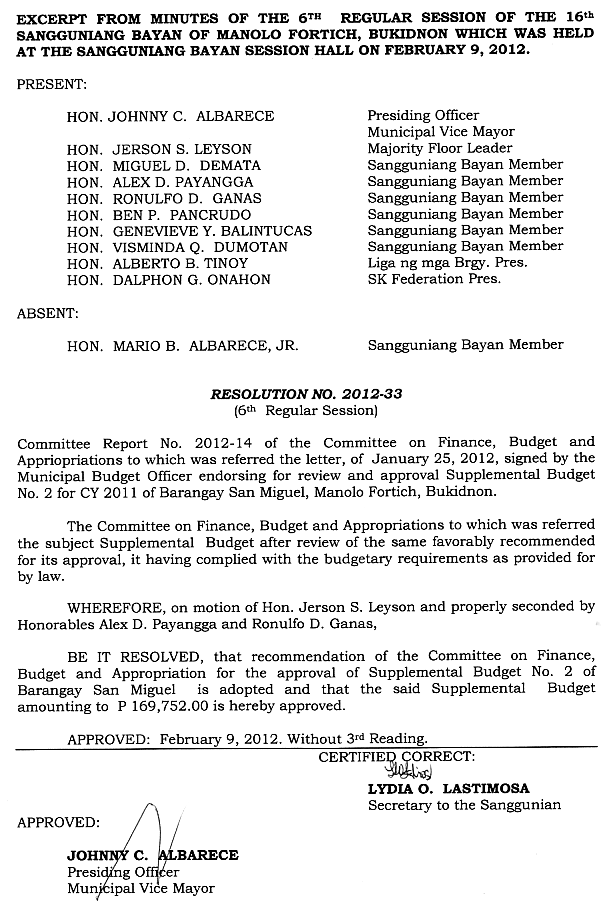 EXCERPT FROM MINUTES OF THE 6TH REGULAR SESSION OF THE 16th
SANGGUNIANG BAYAN OF MANOLO FORTICH, BUKIDNON WHICH WAS HELD
AT THE SANGGUNIANG BAYAN SESSION HALL ON FEBRUARY 9, 2012.
PRESENT:
HON. JOHNNY C. ALBARECE Presiding Officer
Municipal Vice Mayor
HON. JERSON S. LEYSON Majority Floor Leader
HON. MIGUEL D. DEMATA Sangguniang Bayan Member
HON. ALEX D. PAYANGGA Sangguniang Bayan Member
HON. RONULFO D. GANAS Sangguniang Bayan Member
HON. BEN P. PANCRUDO Sangguniang Bayan Member
HON. GENEVIEVE Y. BALINTUCAS Sangguniang Bayan Member
HON. VISMINDA Q. DUMOTAN Sangguniang Bayan Member
HON. ALBERTO B. TINOY Liga ng mga Brgy. Pres.
HON. DALPHON G. ONAHON SK Federation Pres.
ABSENT:
HON. MARIO B. ALBARECE, JR. Sangguniang Bayan Member
RESOLUTION NO. 2012-33
(6th Regular Session)
Committee Report No. 2012-14 of the Committee on Finance, Budget and
Appriopriations to which was referred the letter, of January 25, 2012, signed by the
Municipal Budget Officer endorsing for review and approval Supplemental Budget
No. 2 for CY 2011 of Barangay San Miguel, Manolo Fortich, Bukidnon.
The Committee on Finance, Budget and Appropriations to which was referred
the subject Supplemental Budget after review of the same favorably recommended
for its approval, it having complied with the budgetary requirements as provided for
by law.
WHEREFORE, on motion of Hon. Jerson S. Leyson and properly seconded by
Honorables Alex D. Payangga and Ronulfo D. Ganas,
BE IT RESOLVED, that recommendation of the Committee on Finance,
Budget and Appropriation for the approval of Supplemental Budget No. 2 of
Barangay San Miguel is adopted and that the said Supplemental Budget
amounting to P 169,752.00 is hereby approved.
APPROVED: February 9, 2012. Without 3rd Reading.
CERTIFIED CORRECT:
LYDIA O. LASTIMOSA
Secretary to the Sanggunian
APPROVED:
JOHNNY C. ALBARECE
Presiding Officer
Municipal Vice Mayor